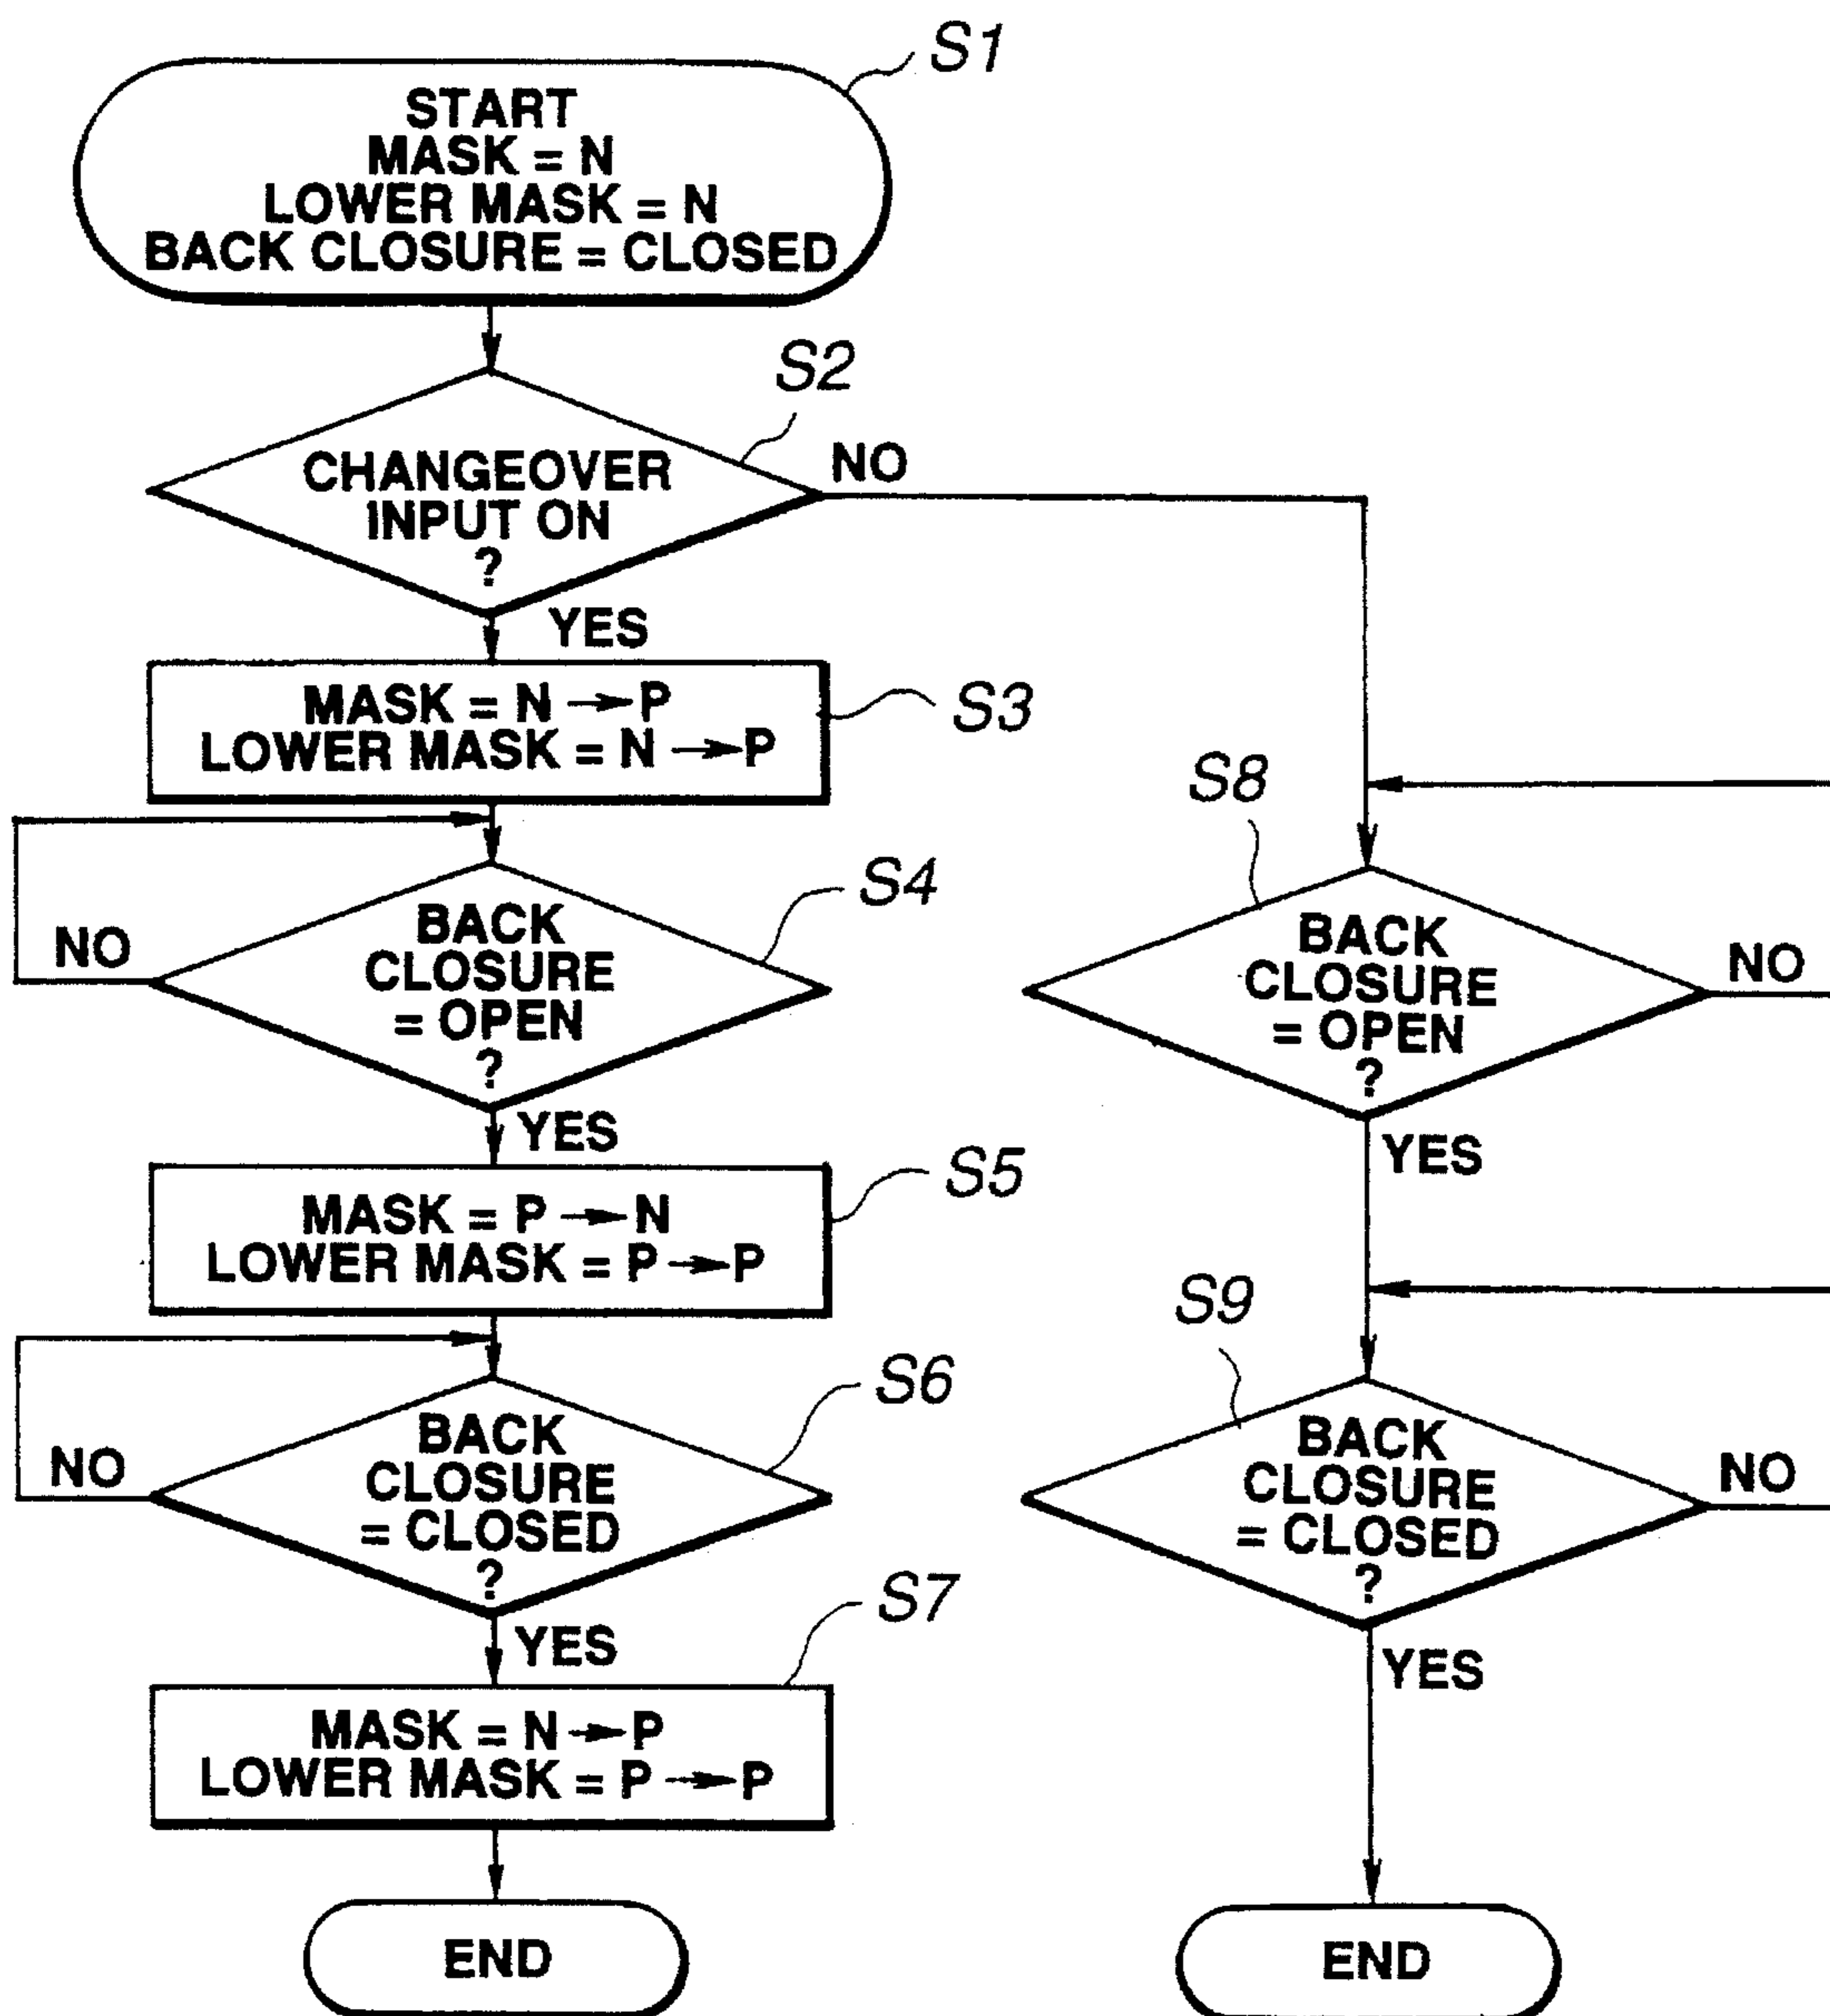 S1
START
MASK = N
LOWER MASK = N
BACK CLOSURE = CLOSED
S2
CHANGEOVER
INPUT ON
?
NO
YES
MASK = N → P
LOWER MASK = N → P
S3
S4
BACK
CLOSURE
= OPEN
?
NO
YES
MASK = P → N
LOWER MASK = P → P
S5
S6
BACK
CLOSURE
= CLOSED
?
NO
YES
S7
MASK = N → P
LOWER MASK = P → P
END
S8
BACK
CLOSURE
= OPEN
?
NO
YES
S9
BACK
CLOSURE
= CLOSED
?
NO
YES
END